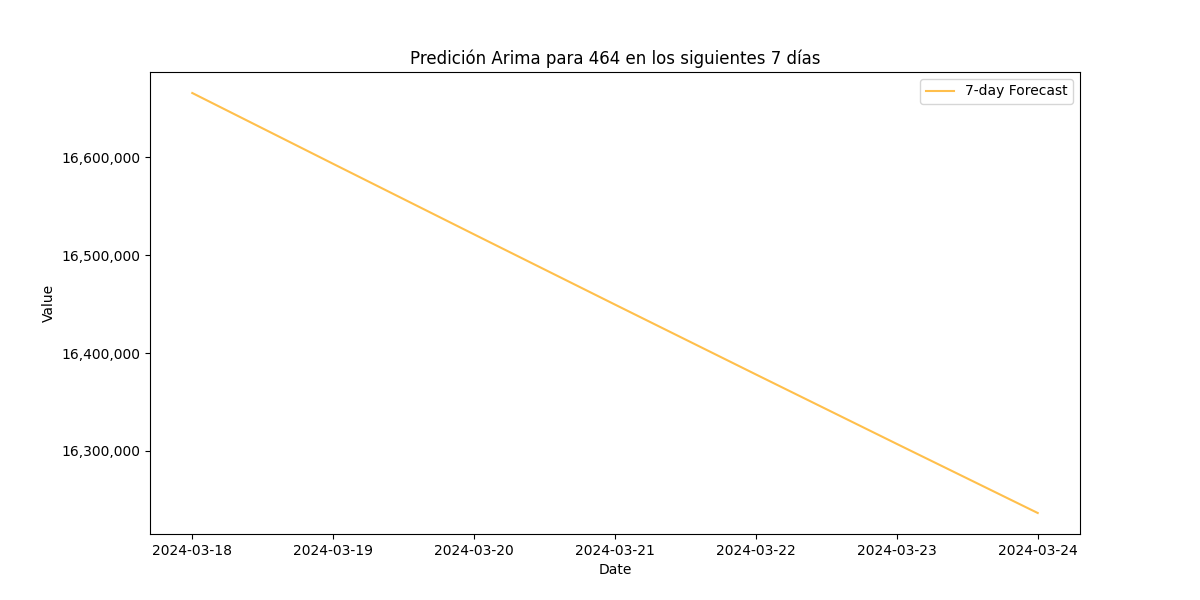 Predición Arima para 464 en los siguientes 7 días
7-day Forecast
Value
16,600,000
16,500,000
16,400,000
16,300,000
2024-03-18
2024-03-19
2024-03-20
2024-03-21
2024-03-22
2024-03-23
2024-03-24
Date